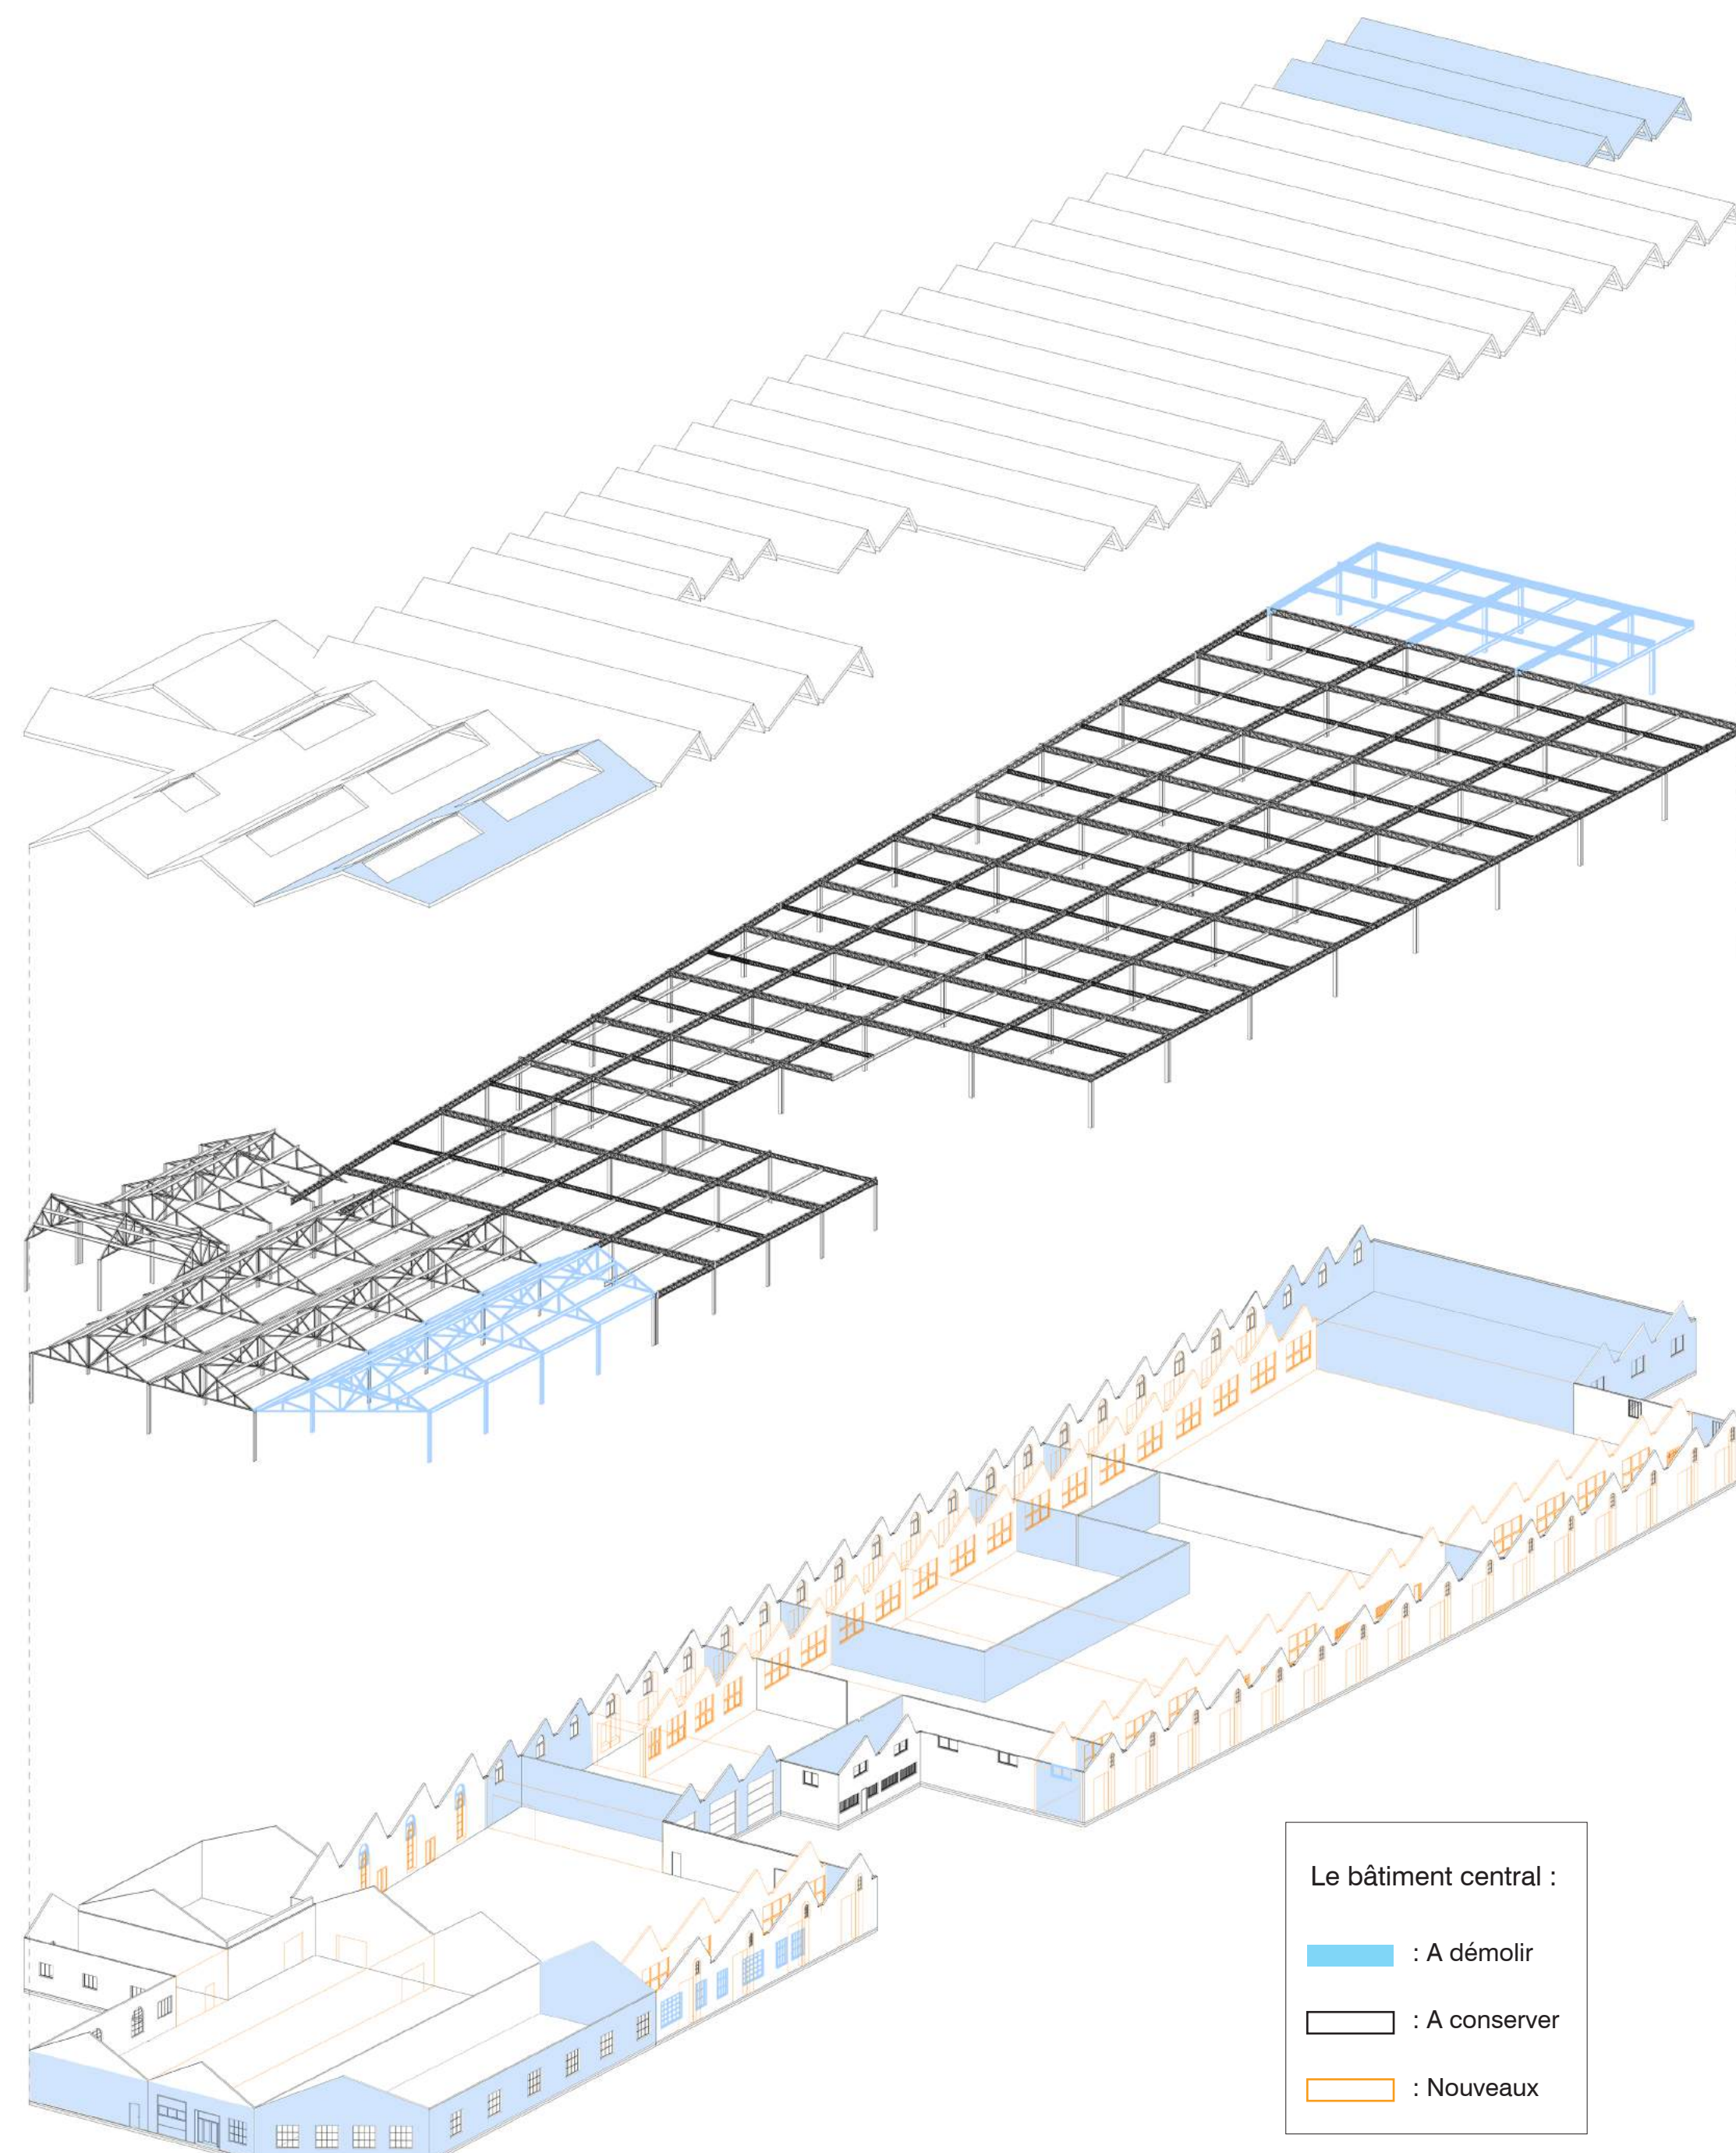 Le bâtiment central :
: A démolir
: A conserver
: Nouveaux